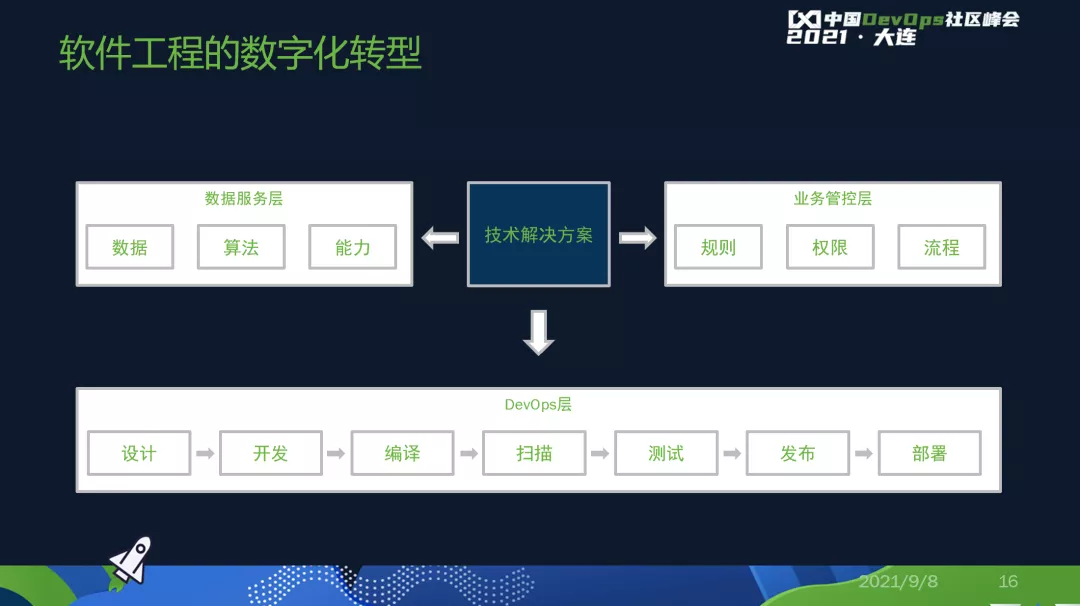 中国DevOps社区峰会
2021·大连
软件工程的数字化转型
数据服务层
数据
算法
能力
技术解决方案
业务管控层
规则
权限
流程
DevOps层
设计
开发
编译
扫描
测试
发布
部署
2021/9/8
16